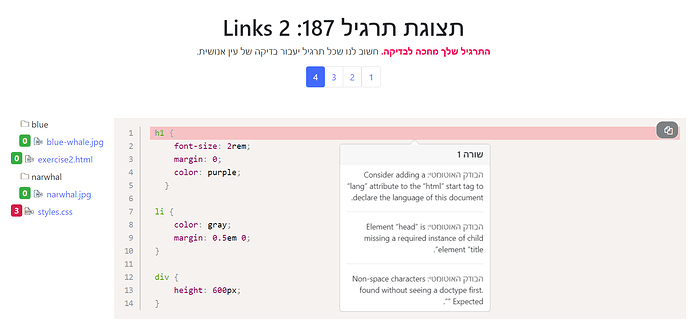 תצוגת תרגיל 187: Links 2
התרגיל שלך מחכה לבדיקה. חשוב לנו שכל תרגיל יעבור בדיקה של עין אנושית.
1 2 3 4
blue
0 blue-whale.jpg
0 exercise2.html
narwhal
0 narwhal.jpg
3 styles.css
1 h1 {
2 font-size: 2rem;
3 margin: 0;
4 color: purple;
5 }
6
7 li {
8 color: gray;
9 margin: 0.5em 0
10 }
11
12 div {
13 height: 600px;
14 }
שורה 1
הבודק האוטומטי: Consider adding a
"lang" attribute to the "html" start tag to
declare the language of this document.
הבודק האוטומטי: Element "head" is
missing a required instance of child
element "title".
הבודק האוטומטי: Non-space characters
found without seeing a doctype first.
Expected "".